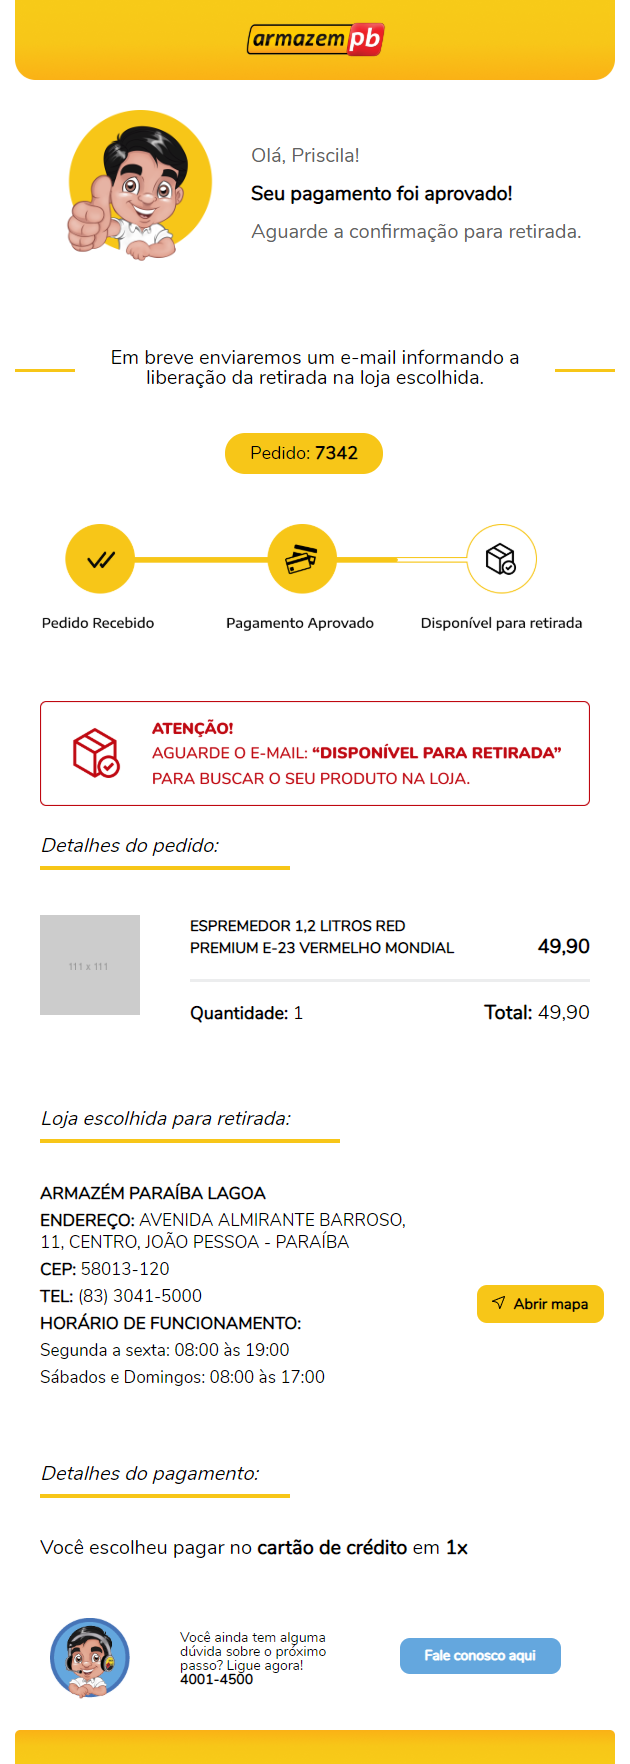 armazem pb
Olá, Priscila!
Seu pagamento foi aprovado!
Aguarde a confirmação para retirada.
Em breve enviaremos um e-mail informando a
liberação da retirada na loja escolhida.
Pedido: 7342
Pedido Recebido
Pagamento Aprovado
Disponível para retirada
ATENÇÃO!
AGUARDE O E-MAIL: “DISPONÍVEL PARA RETIRADA”
PARA BUSCAR O SEU PRODUTO NA LOJA.
Detalhes do pedido:
111 x 111
ESPREMEDOR 1,2 LITROS RED
PREMIUM E-23 VERMELHO MONDIAL
49,90
Quantidade: 1
Total: 49,90
Loja escolhida para retirada:
ARMAZÉM PARAÍBA LAGOA
ENDEREÇO: AVENIDA ALMIRANTE BARROSO,
11, CENTRO, JOÃO PESSOA - PARAÍBA
CEP: 58013-120
TEL: (83) 3041-5000
Abrir mapa
HORÁRIO DE FUNCIONAMENTO:
Segunda a sexta: 08:00 às 19:00
Sábados e Domingos: 08:00 às 17:00
Detalhes do pagamento:
Você escolheu pagar no cartão de crédito em 1x
Você ainda tem alguma
dúvida sobre o próximo
passo? Ligue agora!
4001-4500
Fale conosco aqui